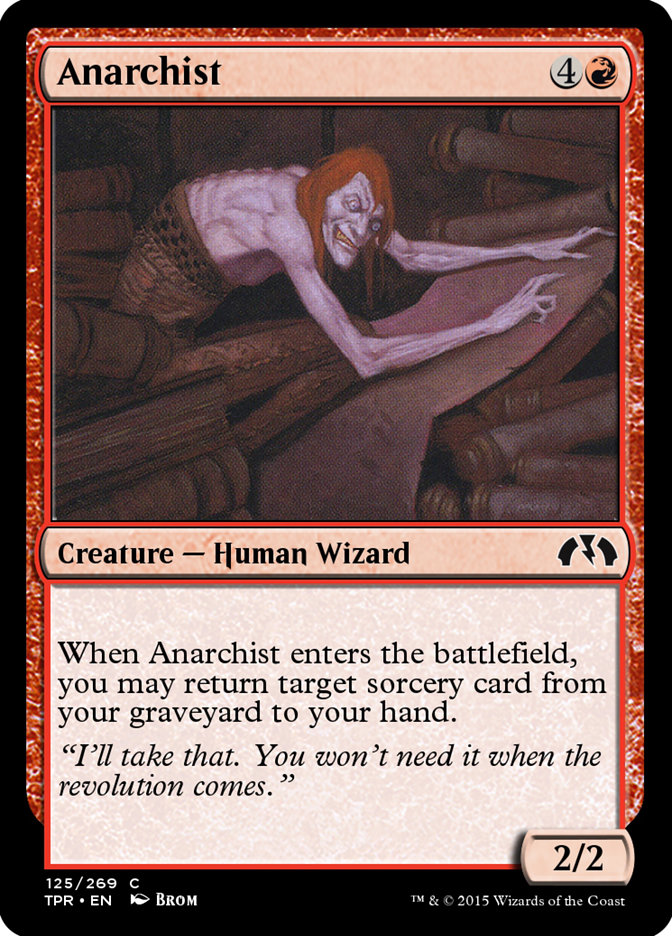 Anarchist
4
Creature — Human Wizard
When Anarchist enters the battlefield,
you may return target sorcery card from
your graveyard to your hand.
“I’ll take that. You won’t need it when the
revolution comes.”
2/2
125/269 C
TPR • EN Brom
™ & © 2015 Wizards of the Coast